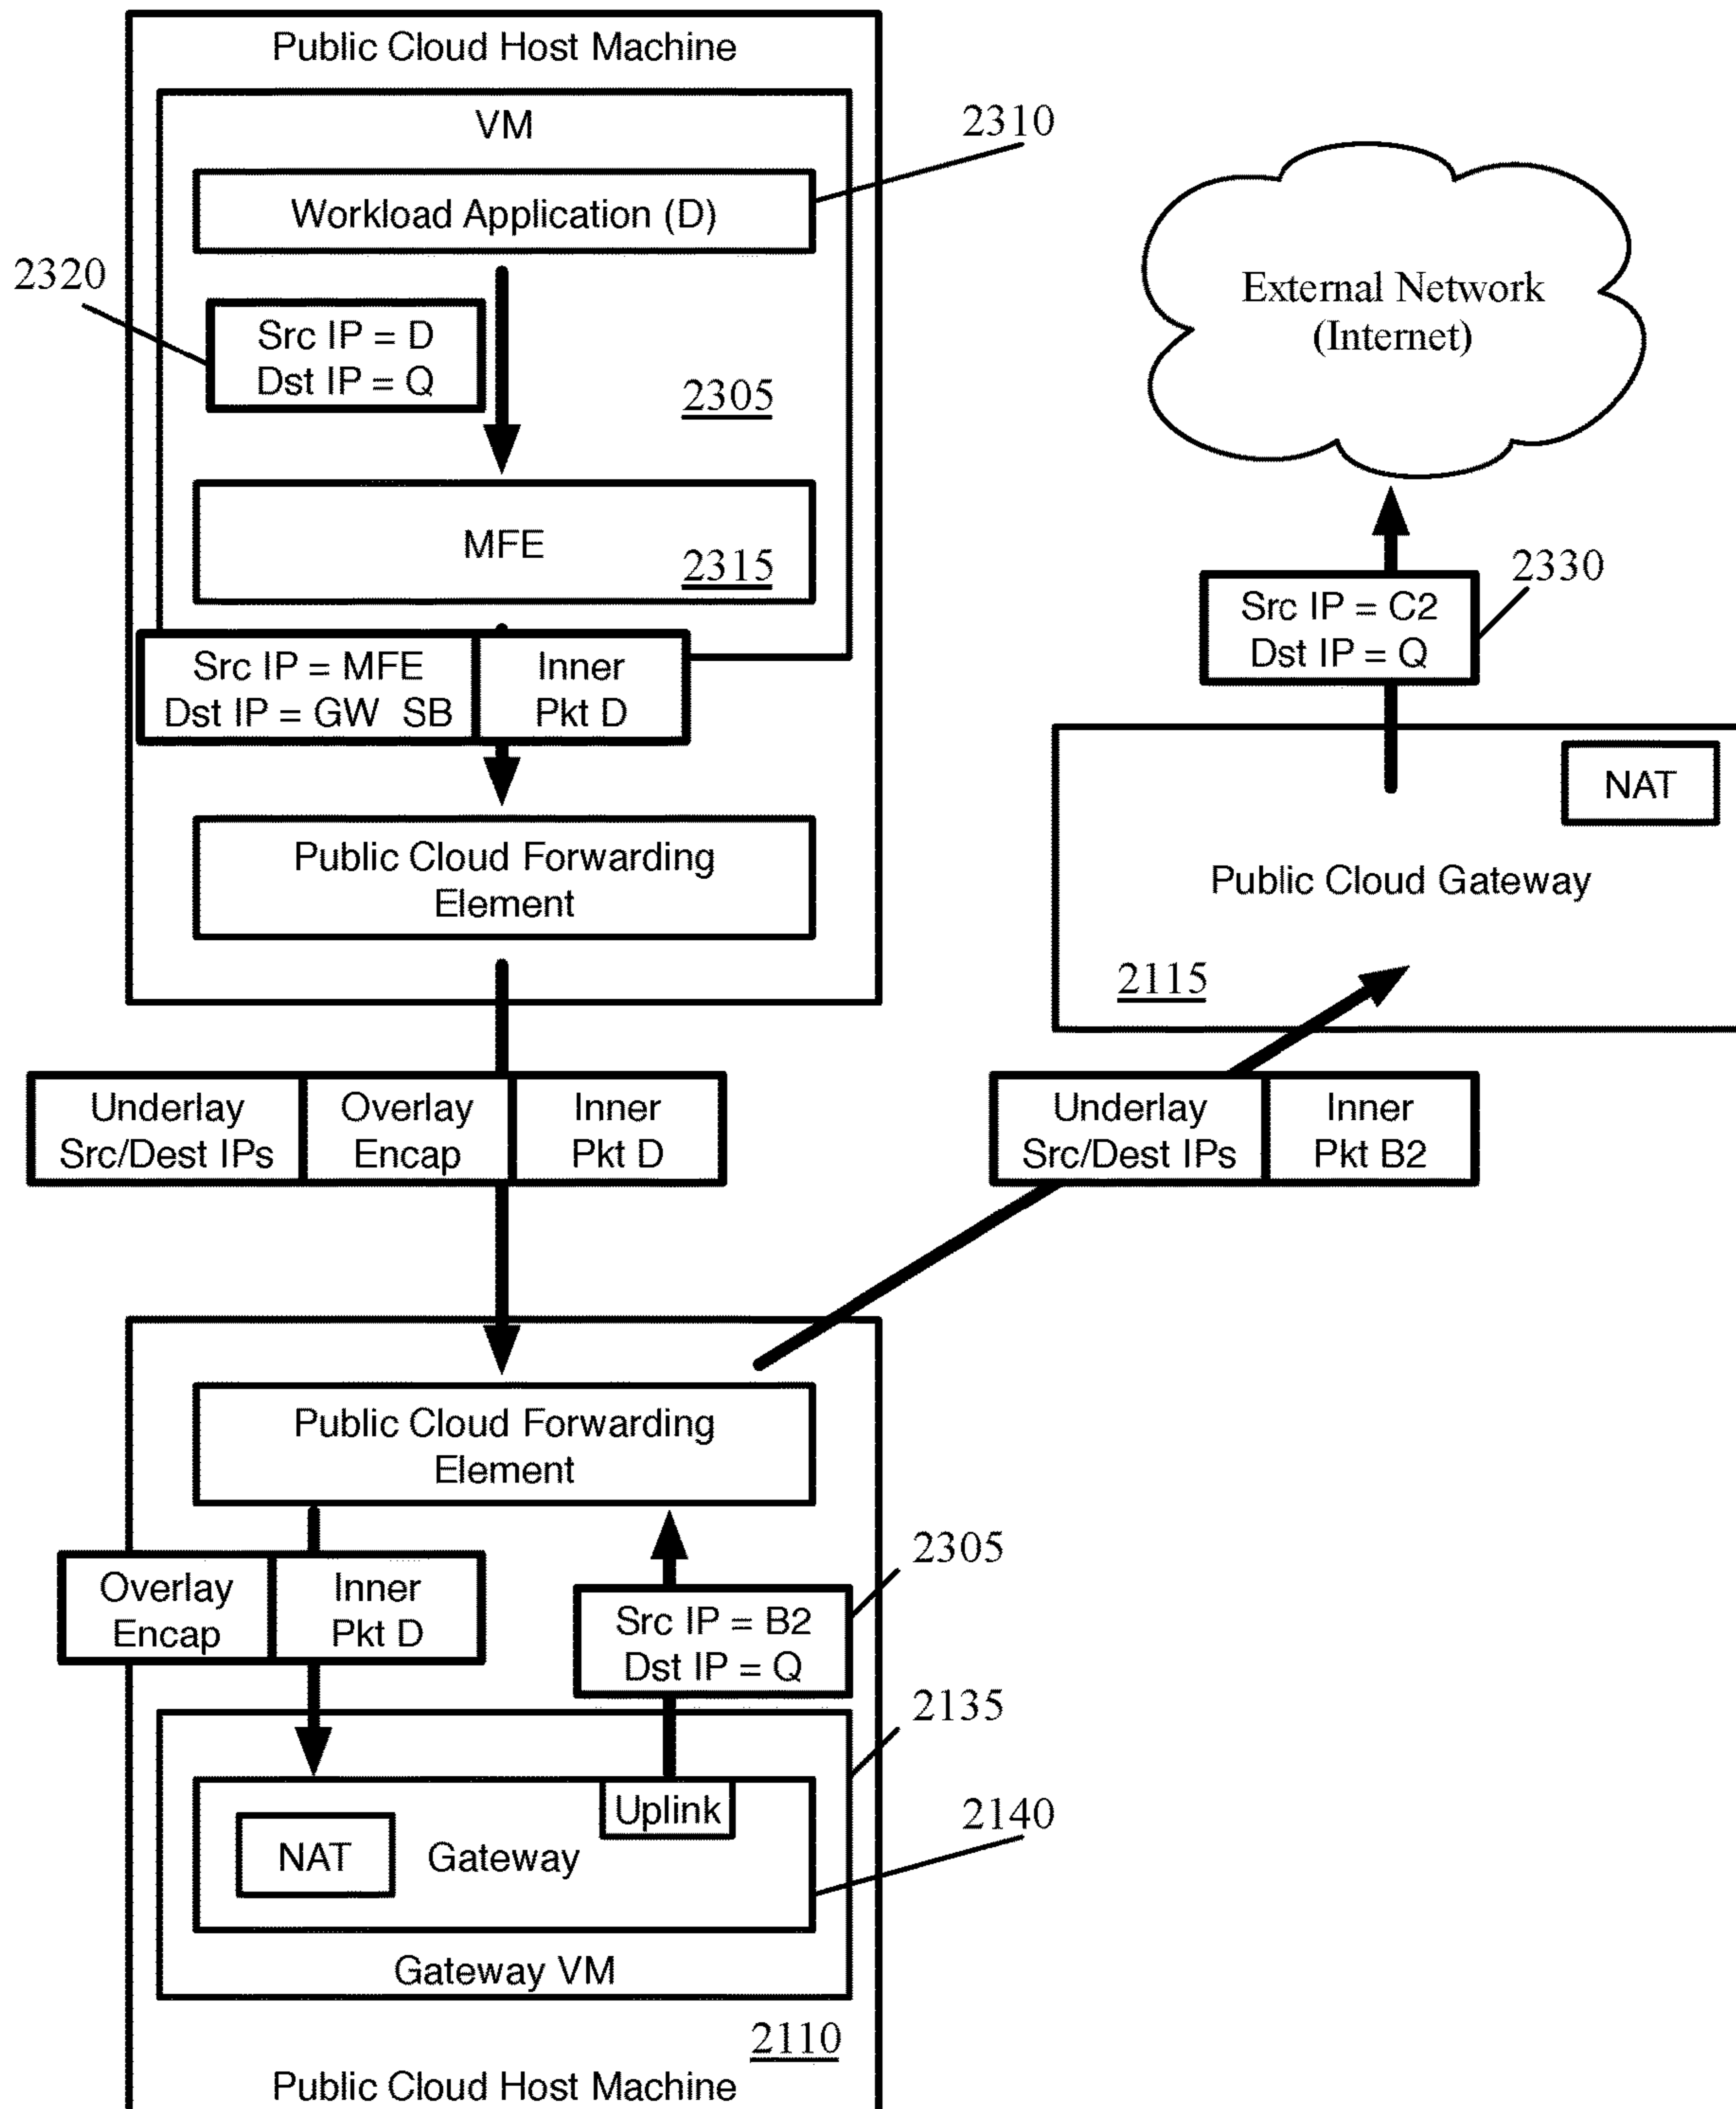 Public Cloud Host Machine
VM
2310
Workload Application (D)
2320
Src IP = D
Dst IP = Q
2305
MFE
2315
Src IP = MFE
Dst IP = GW SB
Inner
Pkt D
Public Cloud Forwarding
Element
External Network
(Internet)
2330
Src IP = C2
Dst IP = Q
NAT
Public Cloud Gateway
2115
Underlay
Src/Dest IPs
Overlay
Encap
Inner
Pkt D
Underlay
Src/Dest IPs
Inner
Pkt B2
Public Cloud Forwarding
Element
Overlay
Encap
Inner
Pkt D
2305
Src IP = B2
Dst IP = Q
2135
Uplink
2140
NAT
Gateway
Gateway VM
2110
Public Cloud Host Machine